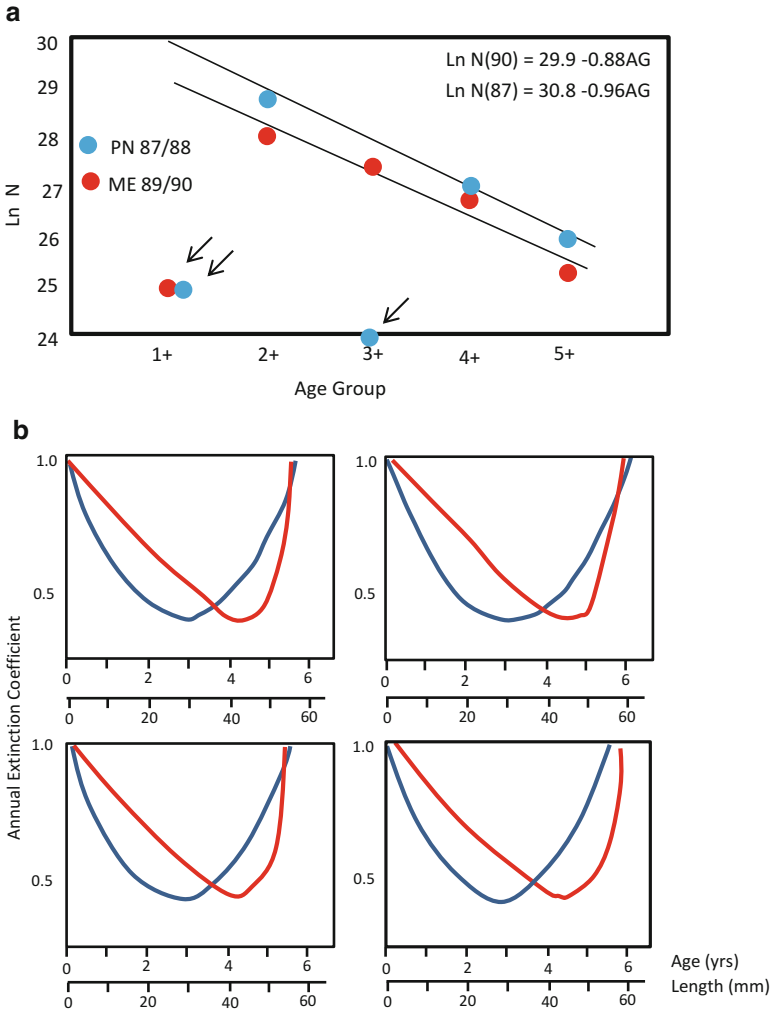 a
30
29
28
27
26
25
24
Ln N
Ln N(90) = 29.9 -0.88AG
Ln N(87) = 30.8 -0.96AG
PN 87/88
ME 89/90
1+ 2+ 3+ 4+ 5+
Age Group
b
Annual Extinction Coefficient
1.0
0.5
0 2 4 6
0 20 40 60
1.0
0.5
0 2 4 6
0 20 40 60
1.0
0.5
0 2 4 6
0 20 40 60
1.0
0.5
0 2 4 6
0 20 40 60
Age (yrs)
Length (mm)